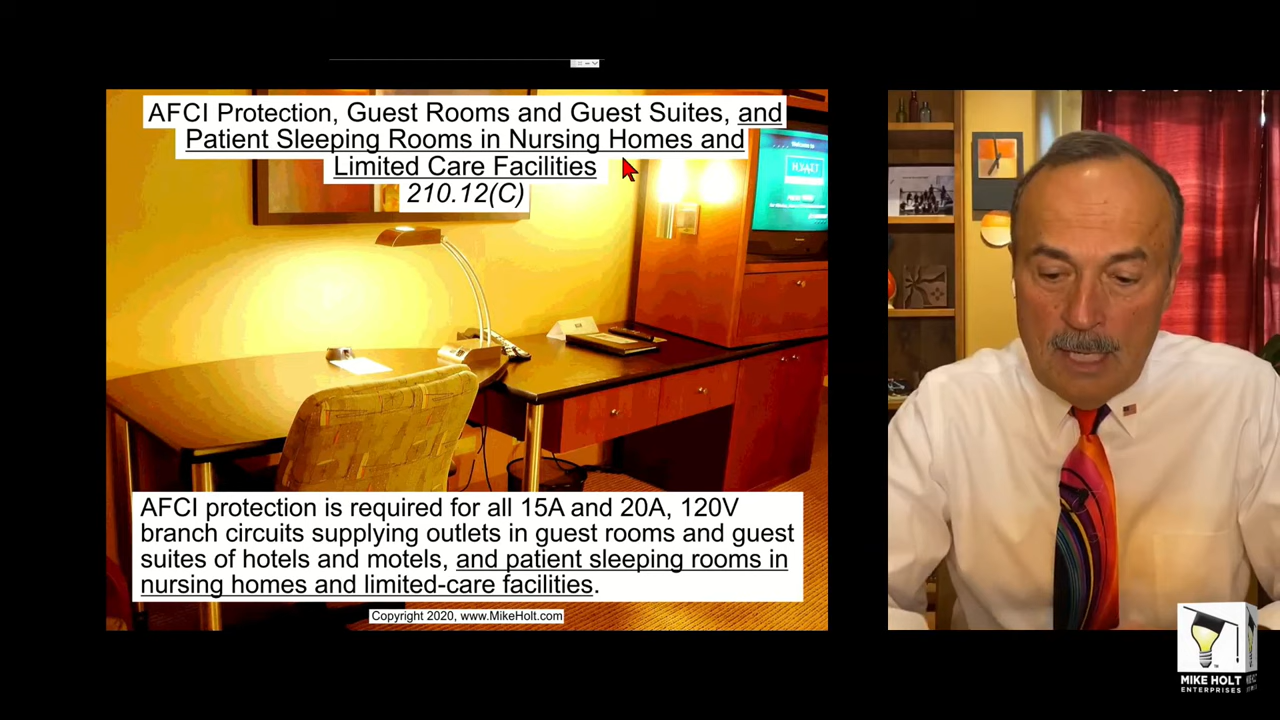 AFCI Protection, Guest Rooms and Guest Suites, and
Patient Sleeping Rooms in Nursing Homes and
Limited Care Facilities
210.12(C)
HYATT
AFCI protection is required for all 15A and 20A, 120V
branch circuits supplying outlets in guest rooms and guest
suites of hotels and motels, and patient sleeping rooms in
nursing homes and limited-care facilities.
Copyright 2020, www.MikeHolt.com
MIKE HOLT
ENTERPRISES